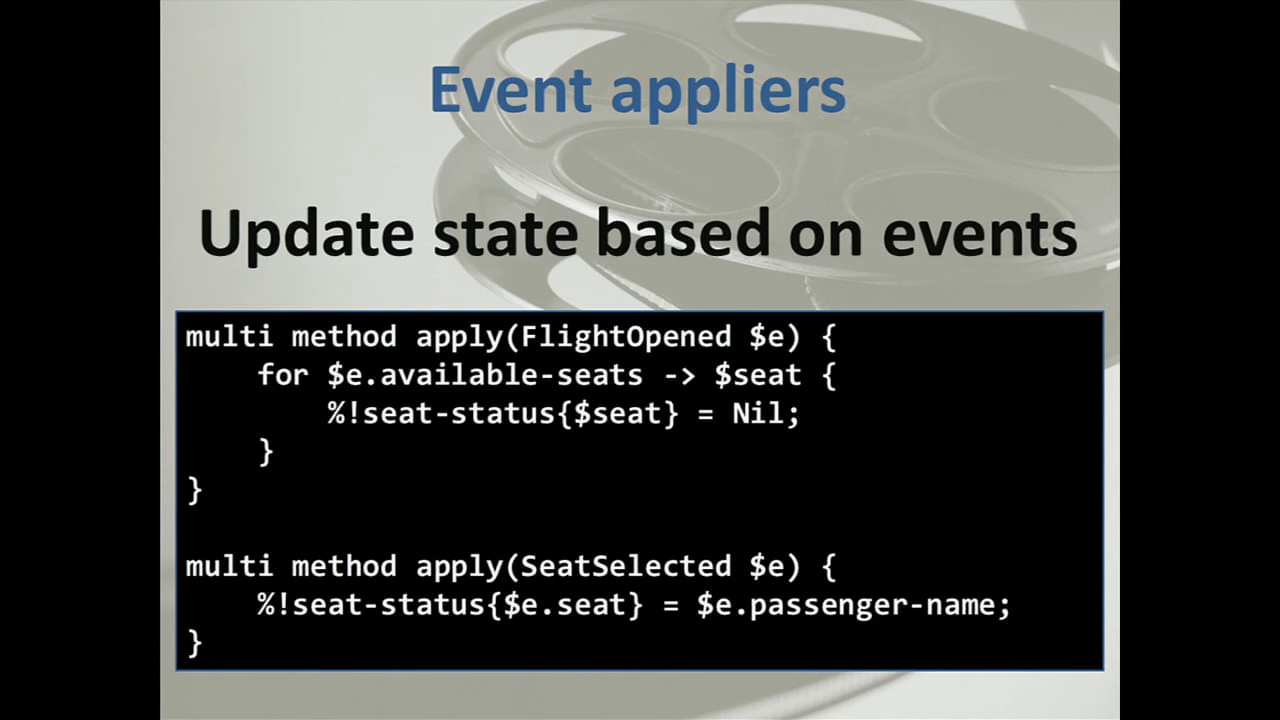 Event appliers
Update state based on events
multi method apply(FlightOpened $e) {
    for $e.available-seats -> $seat {
        %!seat-status{$seat} = Nil;
    }
}
multi method apply(SeatSelected $e) {
    %!seat-status{$e.seat} = $e.passenger-name;
}